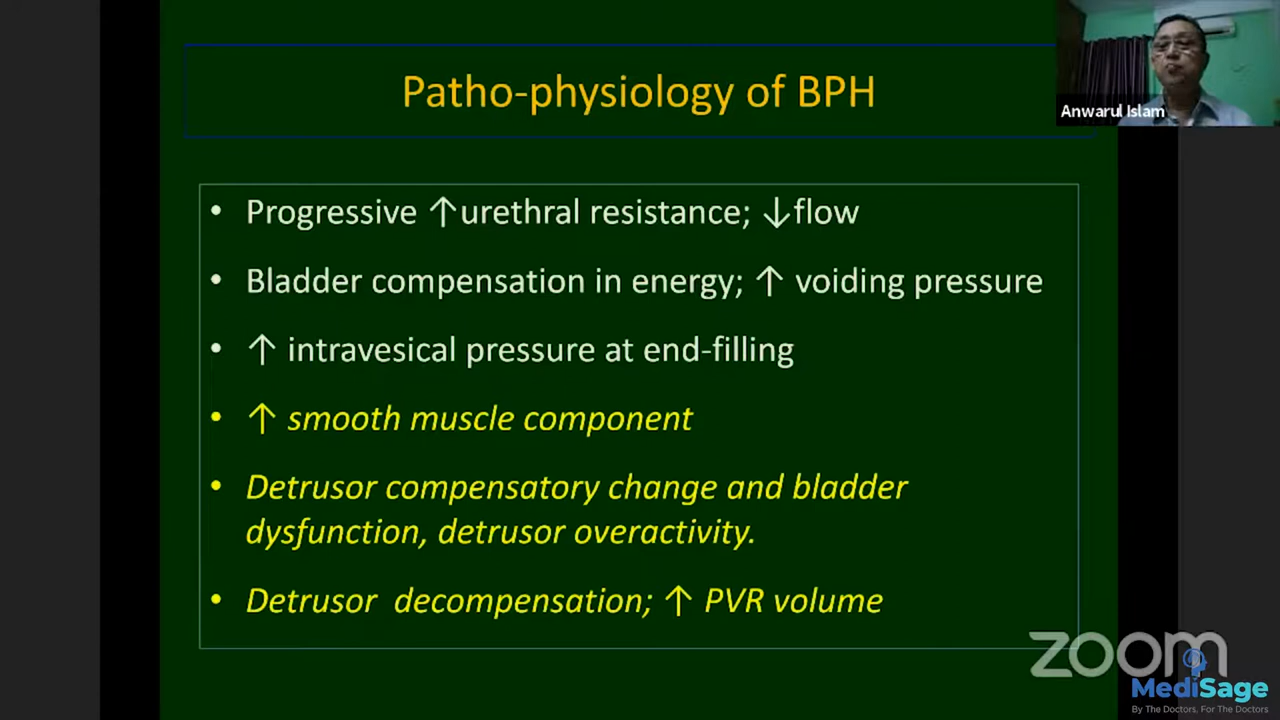 Patho-physiology of BPH
Anwarul Islam
• Progressive ↑urethral resistance; ↓flow
• Bladder compensation in energy; ↑ voiding pressure
• ↑ intravesical pressure at end-filling
• ↑ smooth muscle component
• Detrusor compensatory change and bladder
dysfunction, detrusor overactivity.
• Detrusor decompensation; ↑ PVR volume
zoom
MediSage
By The Doctors, For The Doctors